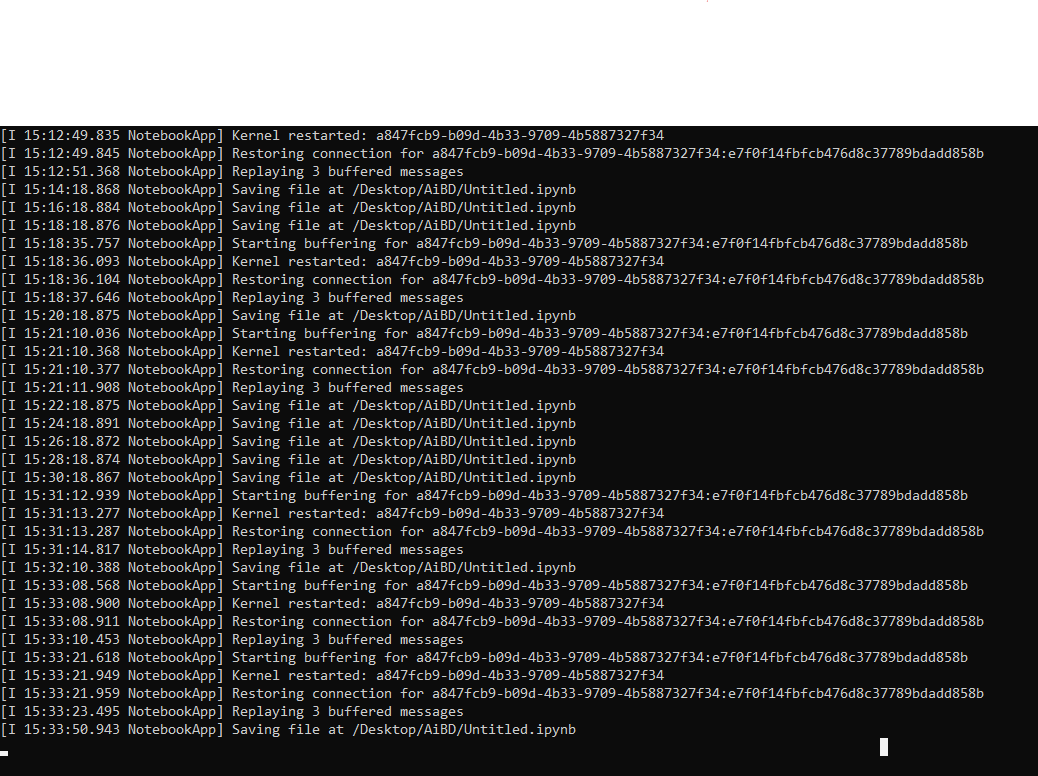 [I 15:12:49.835 NotebookApp] Kernel restarted: a847fcb9-b09d-4b33-9709-4b5887327f34
[I 15:12:49.845 NotebookApp] Restoring connection for a847fcb9-b09d-4b33-9709-4b5887327f34:e7f0f14fbfcb476d8c37789bdadd858b
[I 15:12:51.368 NotebookApp] Replaying 3 buffered messages
[I 15:14:18.868 NotebookApp] Saving file at /Desktop/AiBD/Untitled.ipynb
[I 15:16:18.884 NotebookApp] Saving file at /Desktop/AiBD/Untitled.ipynb
[I 15:18:18.876 NotebookApp] Saving file at /Desktop/AiBD/Untitled.ipynb
[I 15:18:35.757 NotebookApp] Starting buffering for a847fcb9-b09d-4b33-9709-4b5887327f34:e7f0f14fbfcb476d8c37789bdadd858b
[I 15:18:36.093 NotebookApp] Kernel restarted: a847fcb9-b09d-4b33-9709-4b5887327f34
[I 15:18:36.104 NotebookApp] Restoring connection for a847fcb9-b09d-4b33-9709-4b5887327f34:e7f0f14fbfcb476d8c37789bdadd858b
[I 15:18:37.646 NotebookApp] Replaying 3 buffered messages
[I 15:20:18.875 NotebookApp] Saving file at /Desktop/AiBD/Untitled.ipynb
[I 15:21:10.036 NotebookApp] Starting buffering for a847fcb9-b09d-4b33-9709-4b5887327f34:e7f0f14fbfcb476d8c37789bdadd858b
[I 15:21:10.368 NotebookApp] Kernel restarted: a847fcb9-b09d-4b33-9709-4b5887327f34
[I 15:21:10.377 NotebookApp] Restoring connection for a847fcb9-b09d-4b33-9709-4b5887327f34:e7f0f14fbfcb476d8c37789bdadd858b
[I 15:21:11.908 NotebookApp] Replaying 3 buffered messages
[I 15:22:18.875 NotebookApp] Saving file at /Desktop/AiBD/Untitled.ipynb
[I 15:24:18.891 NotebookApp] Saving file at /Desktop/AiBD/Untitled.ipynb
[I 15:26:18.872 NotebookApp] Saving file at /Desktop/AiBD/Untitled.ipynb
[I 15:28:18.874 NotebookApp] Saving file at /Desktop/AiBD/Untitled.ipynb
[I 15:30:18.867 NotebookApp] Saving file at /Desktop/AiBD/Untitled.ipynb
[I 15:31:12.939 NotebookApp] Starting buffering for a847fcb9-b09d-4b33-9709-4b5887327f34:e7f0f14fbfcb476d8c37789bdadd858b
[I 15:31:13.277 NotebookApp] Kernel restarted: a847fcb9-b09d-4b33-9709-4b5887327f34
[I 15:31:13.287 NotebookApp] Restoring connection for a847fcb9-b09d-4b33-9709-4b5887327f34:e7f0f14fbfcb476d8c37789bdadd858b
[I 15:31:14.817 NotebookApp] Replaying 3 buffered messages
[I 15:32:10.388 NotebookApp] Saving file at /Desktop/AiBD/Untitled.ipynb
[I 15:33:08.568 NotebookApp] Starting buffering for a847fcb9-b09d-4b33-9709-4b5887327f34:e7f0f14fbfcb476d8c37789bdadd858b
[I 15:33:08.900 NotebookApp] Kernel restarted: a847fcb9-b09d-4b33-9709-4b5887327f34
[I 15:33:08.911 NotebookApp] Restoring connection for a847fcb9-b09d-4b33-9709-4b5887327f34:e7f0f14fbfcb476d8c37789bdadd858b
[I 15:33:10.453 NotebookApp] Replaying 3 buffered messages
[I 15:33:21.618 NotebookApp] Starting buffering for a847fcb9-b09d-4b33-9709-4b5887327f34:e7f0f14fbfcb476d8c37789bdadd858b
[I 15:33:21.949 NotebookApp] Kernel restarted: a847fcb9-b09d-4b33-9709-4b5887327f34
[I 15:33:21.959 NotebookApp] Restoring connection for a847fcb9-b09d-4b33-9709-4b5887327f34:e7f0f14fbfcb476d8c37789bdadd858b
[I 15:33:23.495 NotebookApp] Replaying 3 buffered messages
[I 15:33:50.943 NotebookApp] Saving file at /Desktop/AiBD/Untitled.ipynb